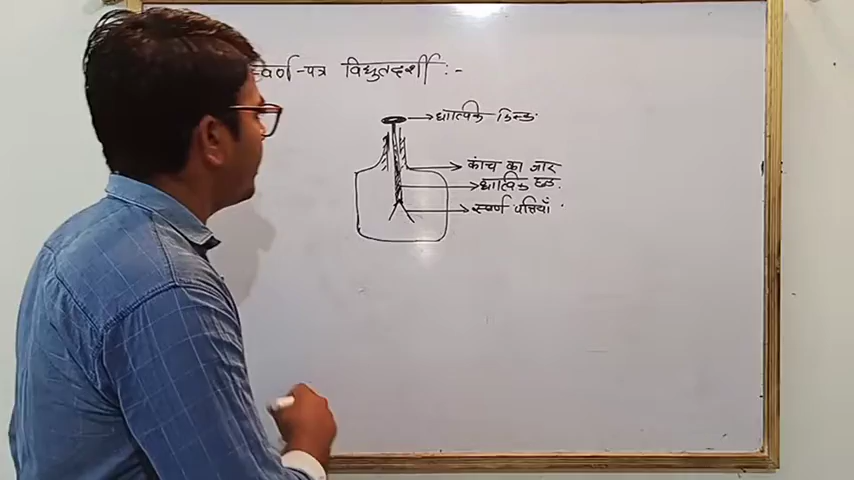 स्वर्ण-पत्र विद्युतदर्शी :-
धात्विक डिस्क
कांच का जार
धात्विक छड़.
स्वर्ण पत्तियाँ